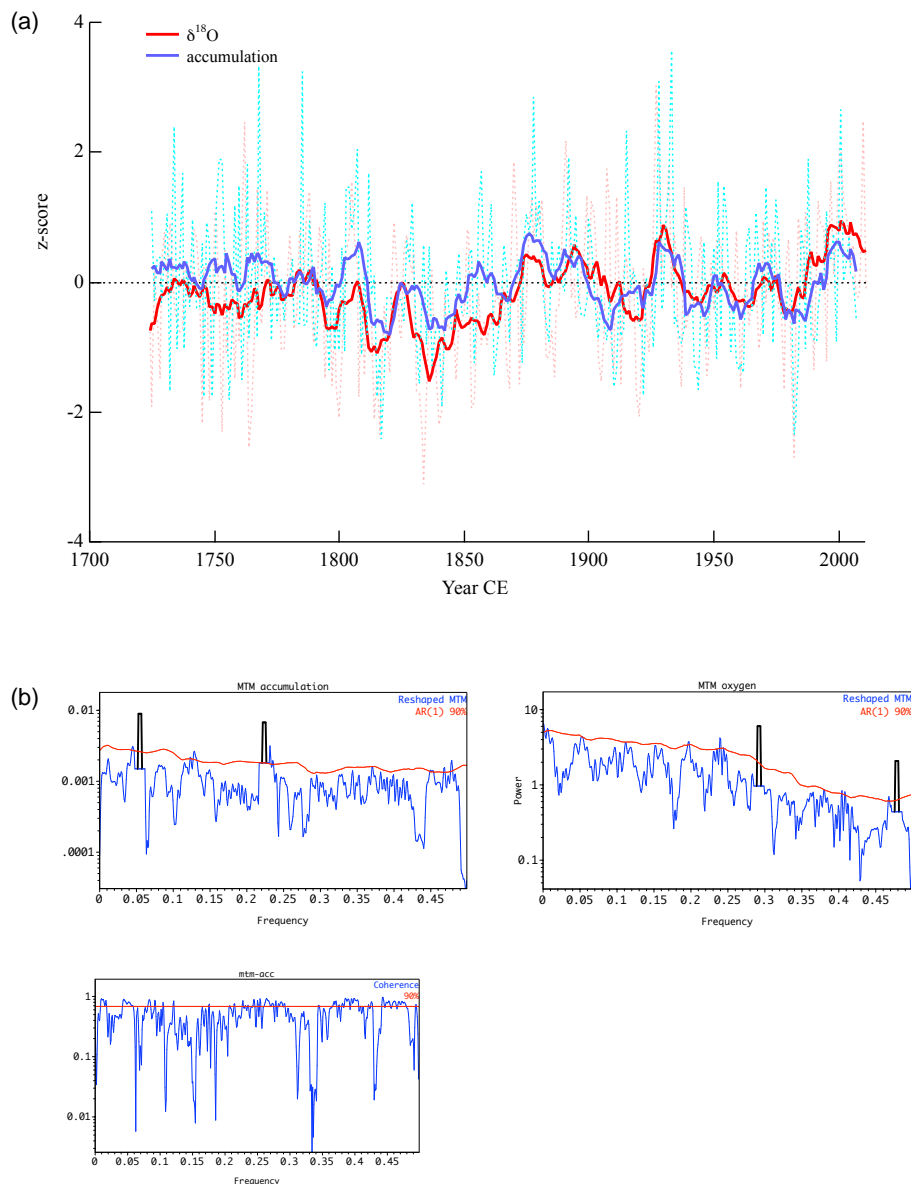 (a)
δ18O
accumulation
4
2
0
-2
-4
z-score
1700 1750 1800 1850 1900 1950 2000
Year CE
(b)
MTM accumulation
Reshaped MTM
AR(1) 90%
0.01
0.001
.0001
0 0.05 0.1 0.15 0.2 0.25 0.3 0.35 0.4 0.45
Frequency
MTM oxygen
Reshaped MTM
AR(1) 90%
10
1.0
0.1
Power
0 0.05 0.1 0.15 0.2 0.25 0.3 0.35 0.4 0.45
Frequency
mtm-acc
Coherence
90%
1
0.1
0.01
0 0.05 0.1 0.15 0.2 0.25 0.3 0.35 0.4 0.45
Frequency